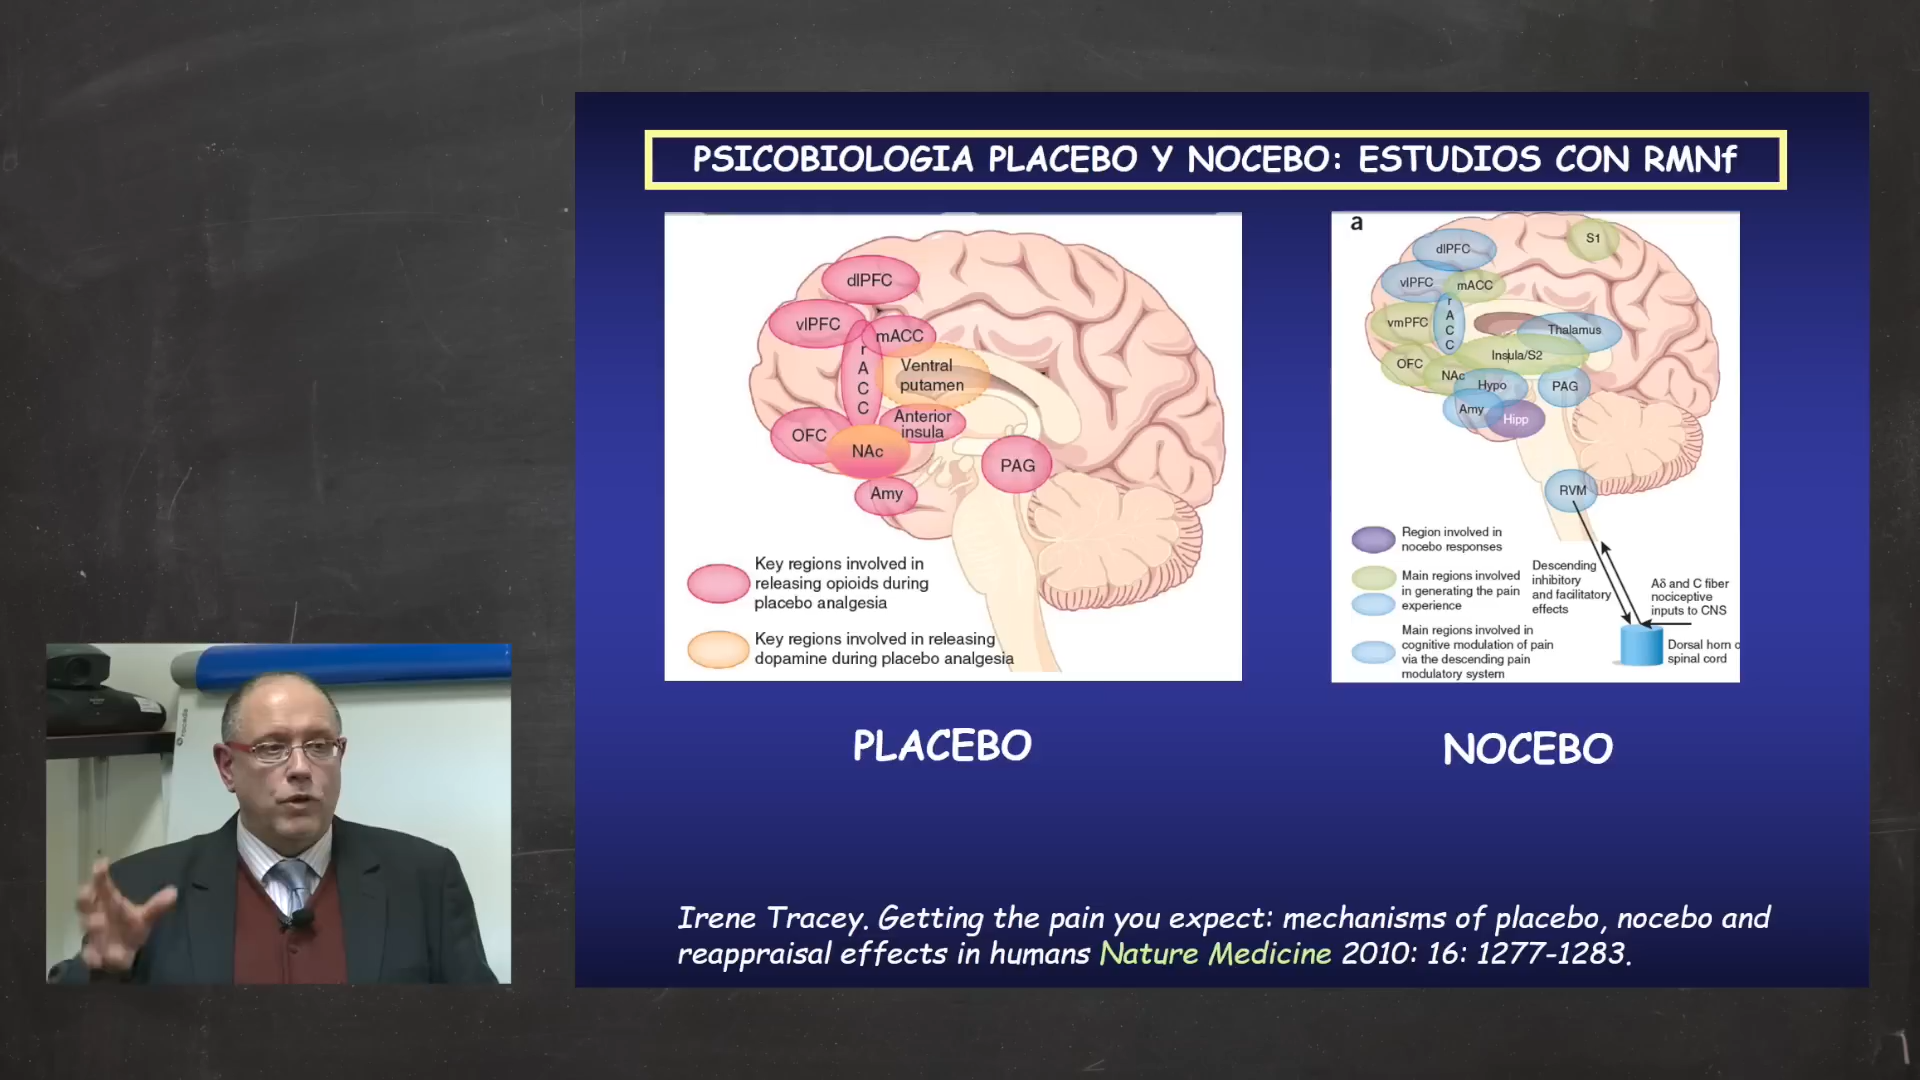 PSICOBIOLOGIA PLACEBO Y NOCEBO: ESTUDIOS CON RMNf
dlPFC
vlPFC
mACC
r
A
C
C
Ventral
putamen
Anterior
insula
OFC
NAc
PAG
Amy
Key regions involved in
releasing opioids during
placebo analgesia
Key regions involved in releasing
dopamine during placebo analgesia
a
dlPFC
S1
vlPFC
mACC
r
A
C
C
vmPFC
Thalamus
Insula/S2
OFC
NAc
Hypo
PAG
Amy
Hipp
RVM
Region involved in
nocebo responses
Main regions involved
in generating the pain
experience
Main regions involved in
cognitive modulation of pain
via the descending pain
modulatory system
Descending
inhibitory
and facilitatory
effects
Aδ and C fiber
nociceptive
inputs to CNS
Dorsal horn o
spinal cord
PLACEBO
NOCEBO
Irene Tracey. Getting the pain you expect: mechanisms of placebo, nocebo and
reappraisal effects in humans Nature Medicine 2010: 16: 1277-1283.